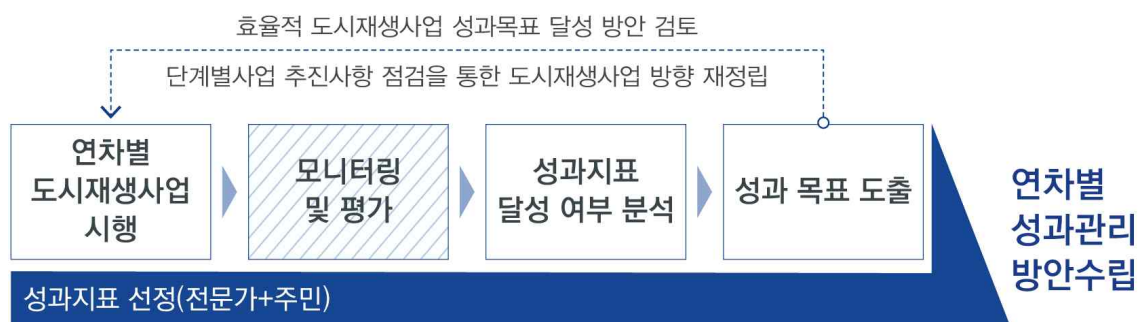 효율적 도시재생사업 성과목표 달성 방안 검토
단계별사업 추진사항 점검을 통한 도시재생사업 방향 재정립
연차별
도시재생사업
시행
모니터링
및 평가
성과지표
달성 여부 분석
성과 목표 도출
연차별
성과관리
방안수립
성과지표 선정(전문가+주민)